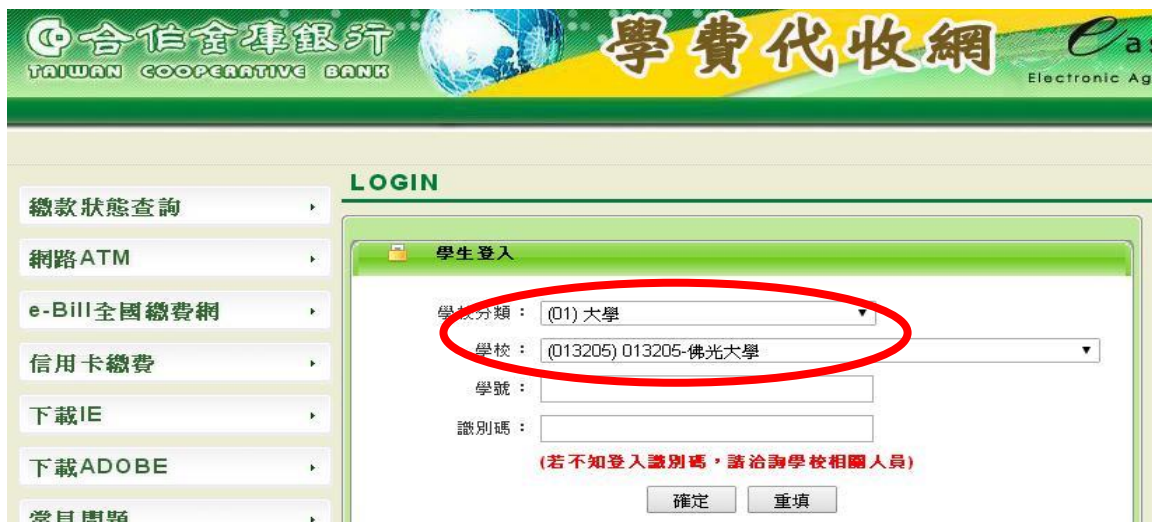 合作金庫銀行
TAIWAN COOPERATIVE BANK
學費代收網
Electronic Ag
LOGIN
繳款狀態查詢
網路ATM
e-Bill全國繳費網
信用卡繳費
下載IE
下載ADOBE
常見問題
學生登入
學校分類：
(01) 大學
學校：
(013205) 013205-佛光大學
學號：
識別碼：
(若不知登入識別碼，請洽詢學校相關人員)
確定
重填